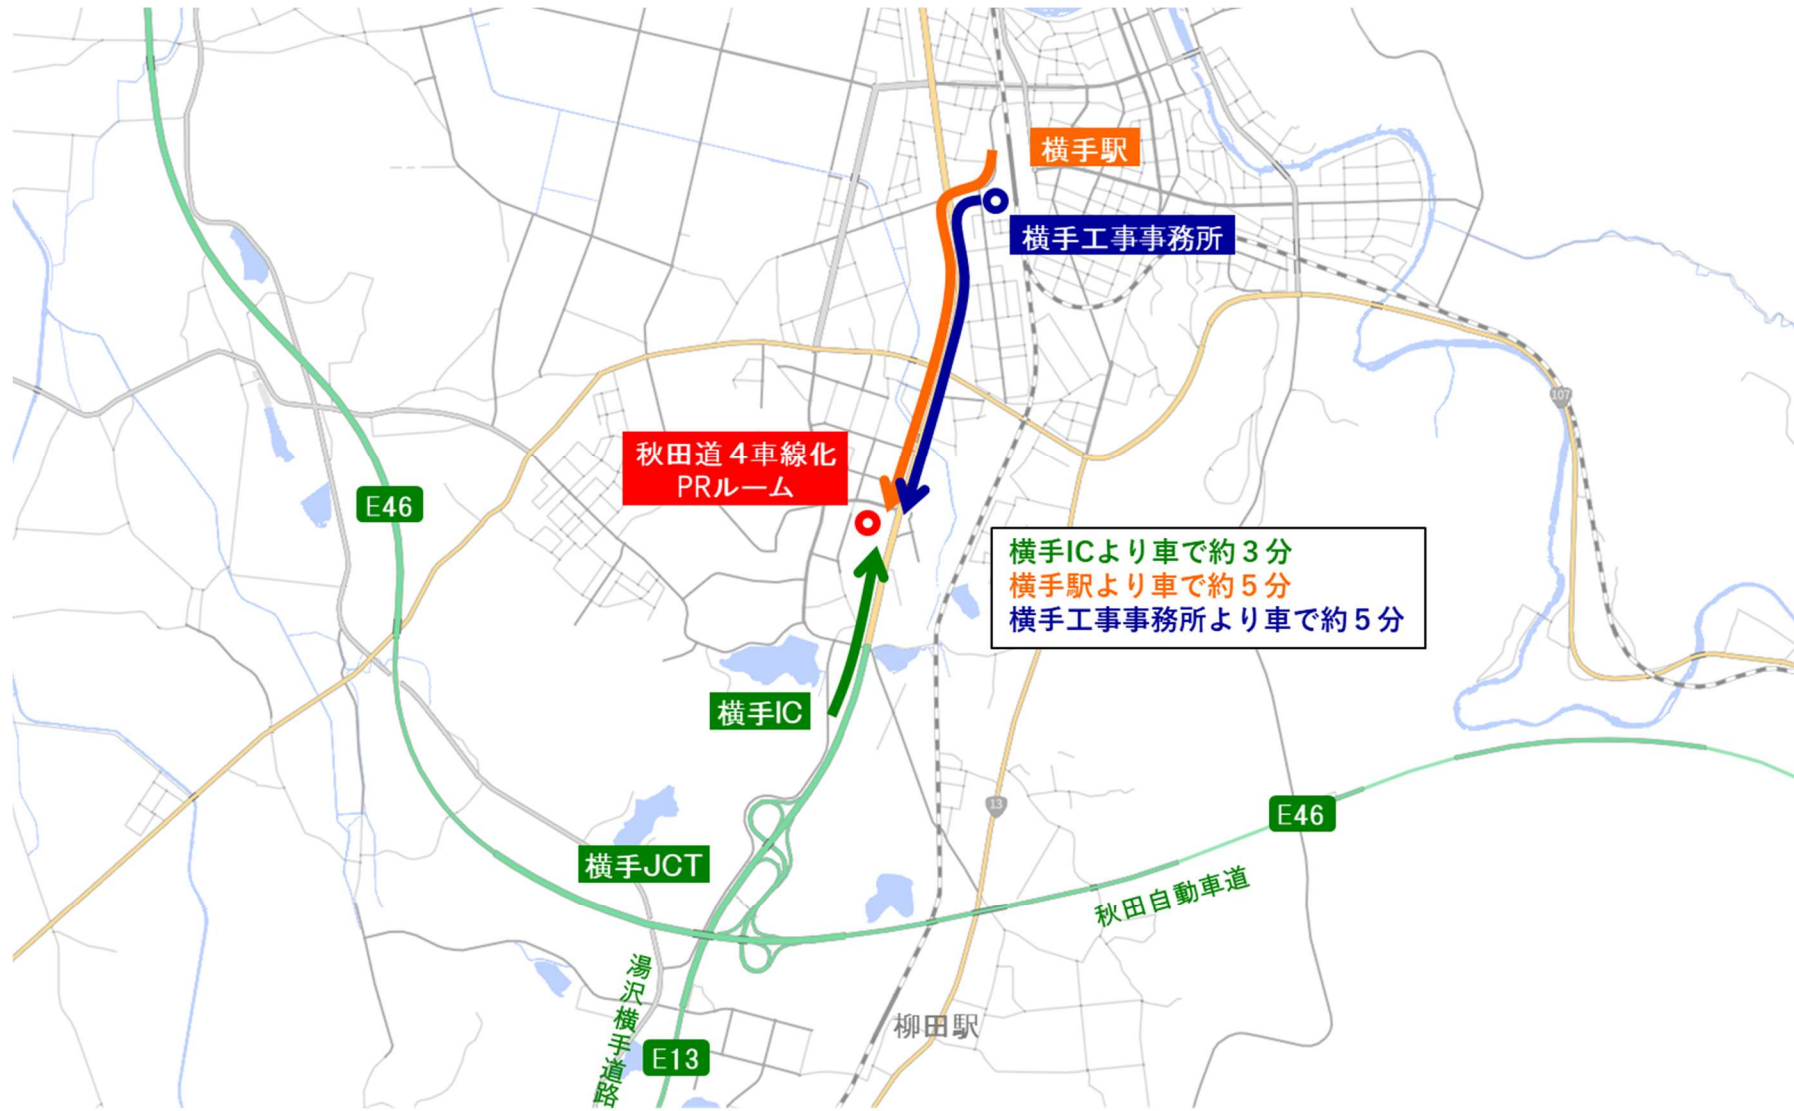 横手駅
横手工事事務所
107
秋田道４車線化
PRルーム
E46
横手ICより車で約３分
横手駅より車で約５分
横手工事事務所より車で約５分
横手IC
13
E46
横手JCT
秋田自動車道
湯沢横手道路
柳田駅
E13